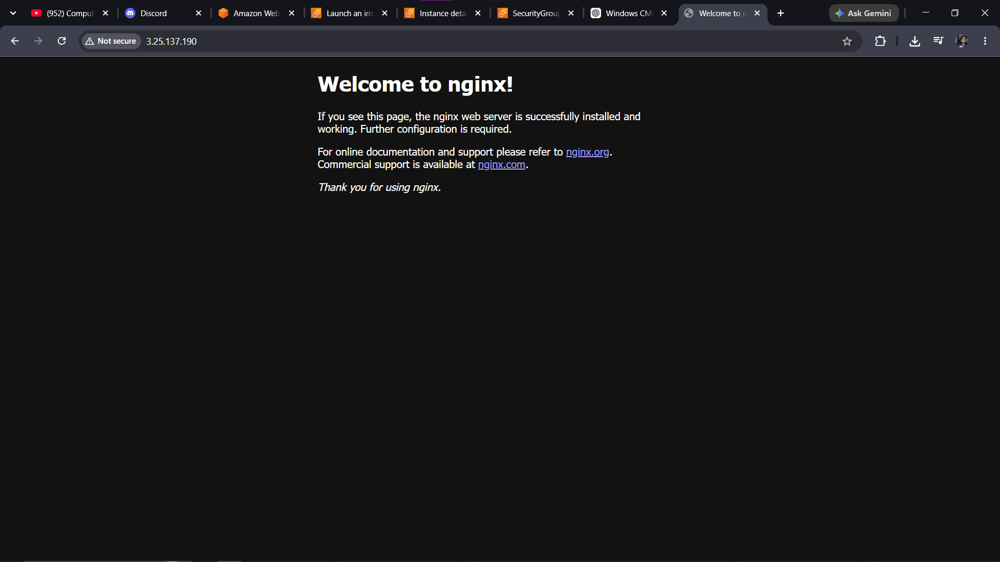 (952) Comput
Discord
Amazon Web
Launch an ins
Instance deta
SecurityGroup
Windows CM
Welcome to n
Ask Gemini
Not secure
3.25.137.190
Welcome to nginx!
If you see this page, the nginx web server is successfully installed and
working. Further configuration is required.
For online documentation and support please refer to nginx.org.
Commercial support is available at nginx.com.
Thank you for using nginx.